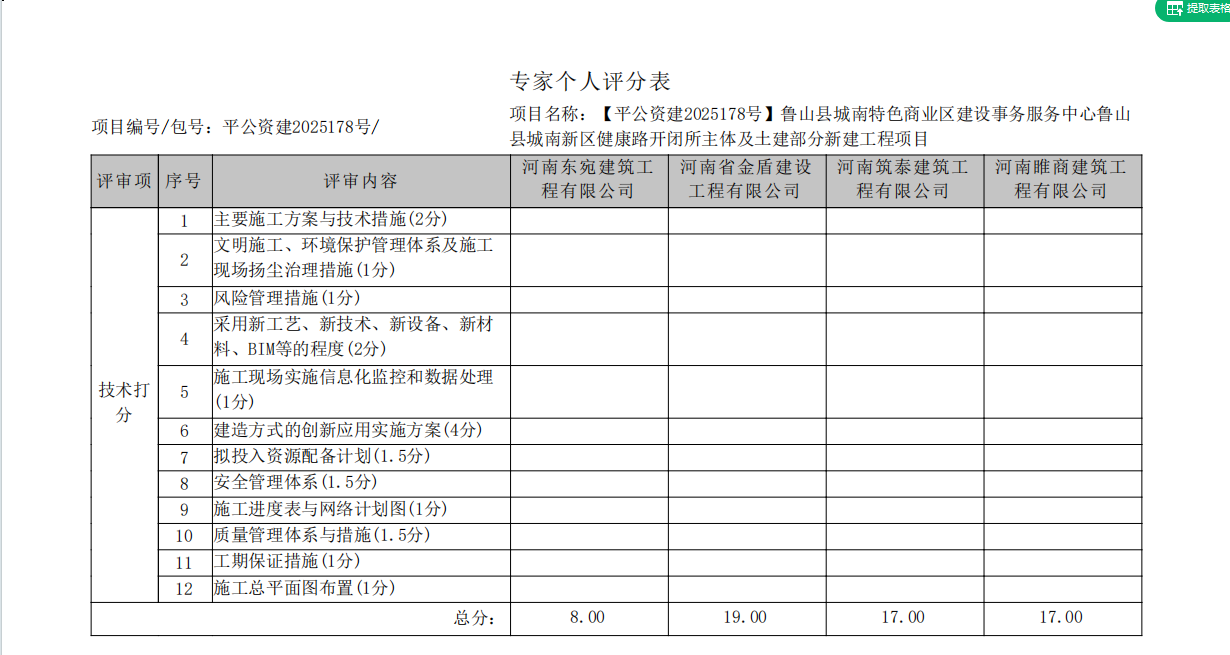 提取表格
专家个人评分表
项目编号/包号：平公资建2025178号/
项目名称：【平公资建2025178号】鲁山县城南特色商业区建设事务服务中心鲁山
县城南新区健康路开闭所主体及土建部分新建工程项目
评审项 序号 评审内容 河南东宛建筑工 河南省金盾建设 河南筑泰建筑工 河南睢商建筑工
程有限公司 工程有限公司 程有限公司 程有限公司
技术打
分
1 主要施工方案与技术措施(2分)
2 文明施工、环境保护管理体系及施工
现场扬尘治理措施(1分)
3 风险管理措施(1分)
4 采用新工艺、新技术、新设备、新材
料、BIM等的程度(2分)
5 施工现场实施信息化监控和数据处理
(1分)
6 建造方式的创新应用实施方案(4分)
7 拟投入资源配备计划(1.5分)
8 安全管理体系(1.5分)
9 施工进度表与网络计划图(1分)
10 质量管理体系与措施(1.5分)
11 工期保证措施(1分)
12 施工总平面图布置(1分)
总分： 8.00 19.00 17.00 17.00